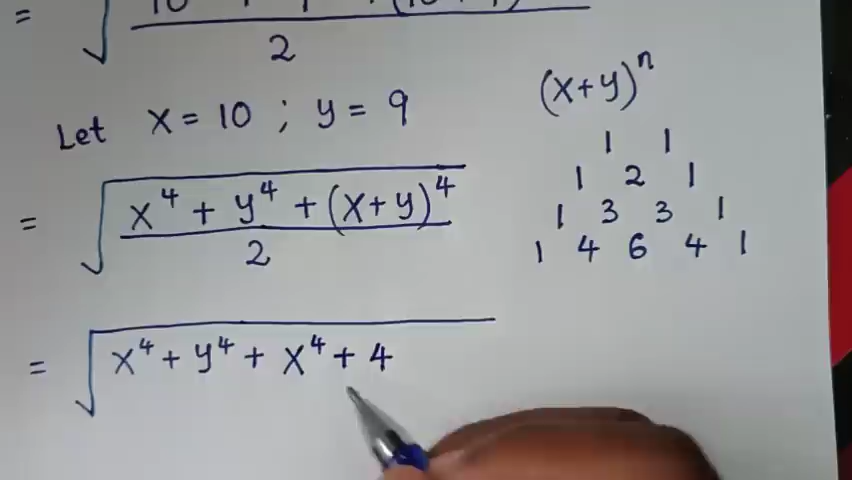 =
2
Let x = 10 ; y = 9
= √ x⁴ + y⁴ + (x+y)⁴
2
= √ x⁴ + y⁴ + x⁴ + 4
(x+y)ⁿ
1 1
1 2 1
1 3 3 1
1 4 6 4 1